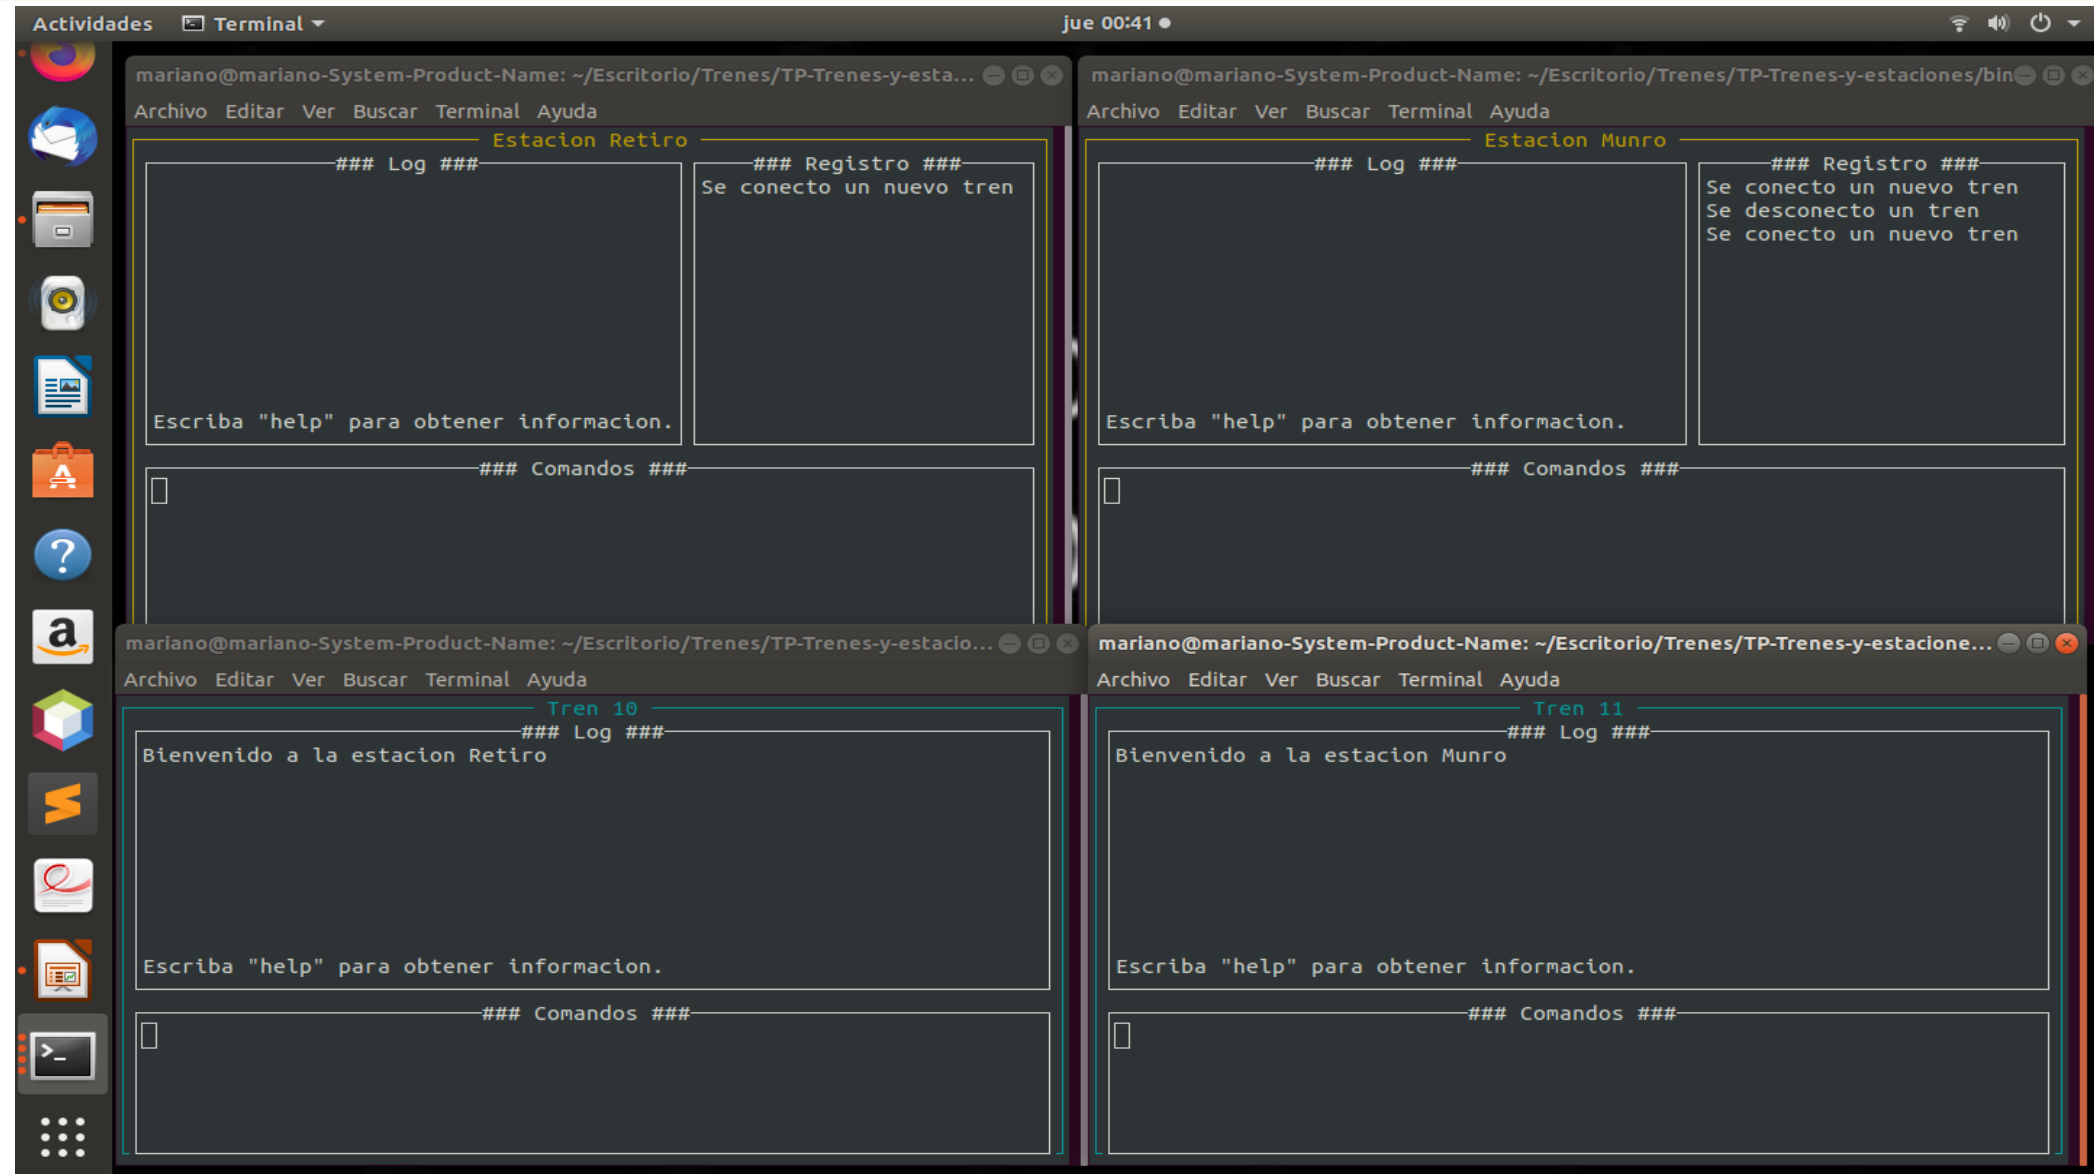 Actividades Terminal jue 00:41
mariano@mariano-System-Product-Name: ~/Escritorio/Trenes/TP-Trenes-y-esta...
Archivo Editar Ver Buscar Terminal Ayuda
Estacion Retiro
### Log ### ### Registro ###
Se conecto un nuevo tren
Escriba "help" para obtener informacion.
### Comandos ###
mariano@mariano-System-Product-Name: ~/Escritorio/Trenes/TP-Trenes-y-estaciones/bin
Archivo Editar Ver Buscar Terminal Ayuda
Estacion Munro
### Log ### ### Registro ###
Se conecto un nuevo tren
Se desconecto un tren
Se conecto un nuevo tren
Escriba "help" para obtener informacion.
### Comandos ###
mariano@mariano-System-Product-Name: ~/Escritorio/Trenes/TP-Trenes-y-estacio...
Archivo Editar Ver Buscar Terminal Ayuda
Tren 10
### Log ###
Bienvenido a la estacion Retiro
Escriba "help" para obtener informacion.
### Comandos ###
mariano@mariano-System-Product-Name: ~/Escritorio/Trenes/TP-Trenes-y-estacione...
Archivo Editar Ver Buscar Terminal Ayuda
Tren 11
### Log ###
Bienvenido a la estacion Munro
Escriba "help" para obtener informacion.
### Comandos ###